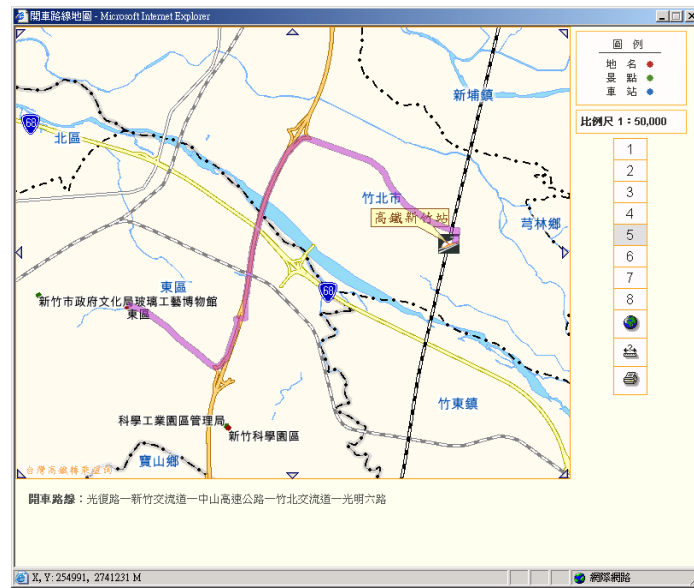 開車路線地圖 - Microsoft Internet Explorer
圖 例
地 名
景 點
車 站
比例尺 1：50,000
1
2
3
4
5
6
7
8
新埔鎮
68
北區
竹北市
高鐵新竹站
芎林鄉
東區
68
新竹市政府文化局玻璃工藝博物館
東區
竹東鎮
科學工業園區管理局
新竹科學園區
寶山鄉
台灣高鐵轉乘查詢
開車路線：光復路－新竹交流道－中山高速公路－竹北交流道－光明六路
X, Y: 254991, 2741231 M
網際網路